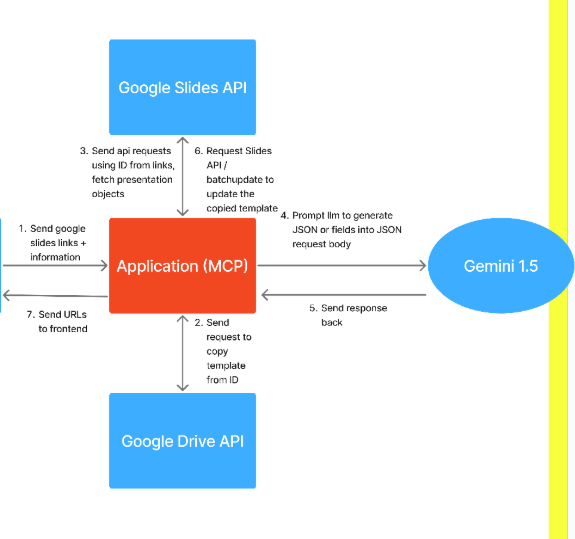 Google Slides API
3. Send api requests
using ID from links,
fetch presentation
objects
6. Request Slides
API /
batchupdate to
update the
copied template
1. Send google
slides links +
information
Application (MCP)
4. Prompt llm to generate
JSON or fields into JSON
request body
Gemini 1.5
7. Send URLs
to frontend
5. Send response
back
2. Send
request to
copy
template
from ID
Google Drive API